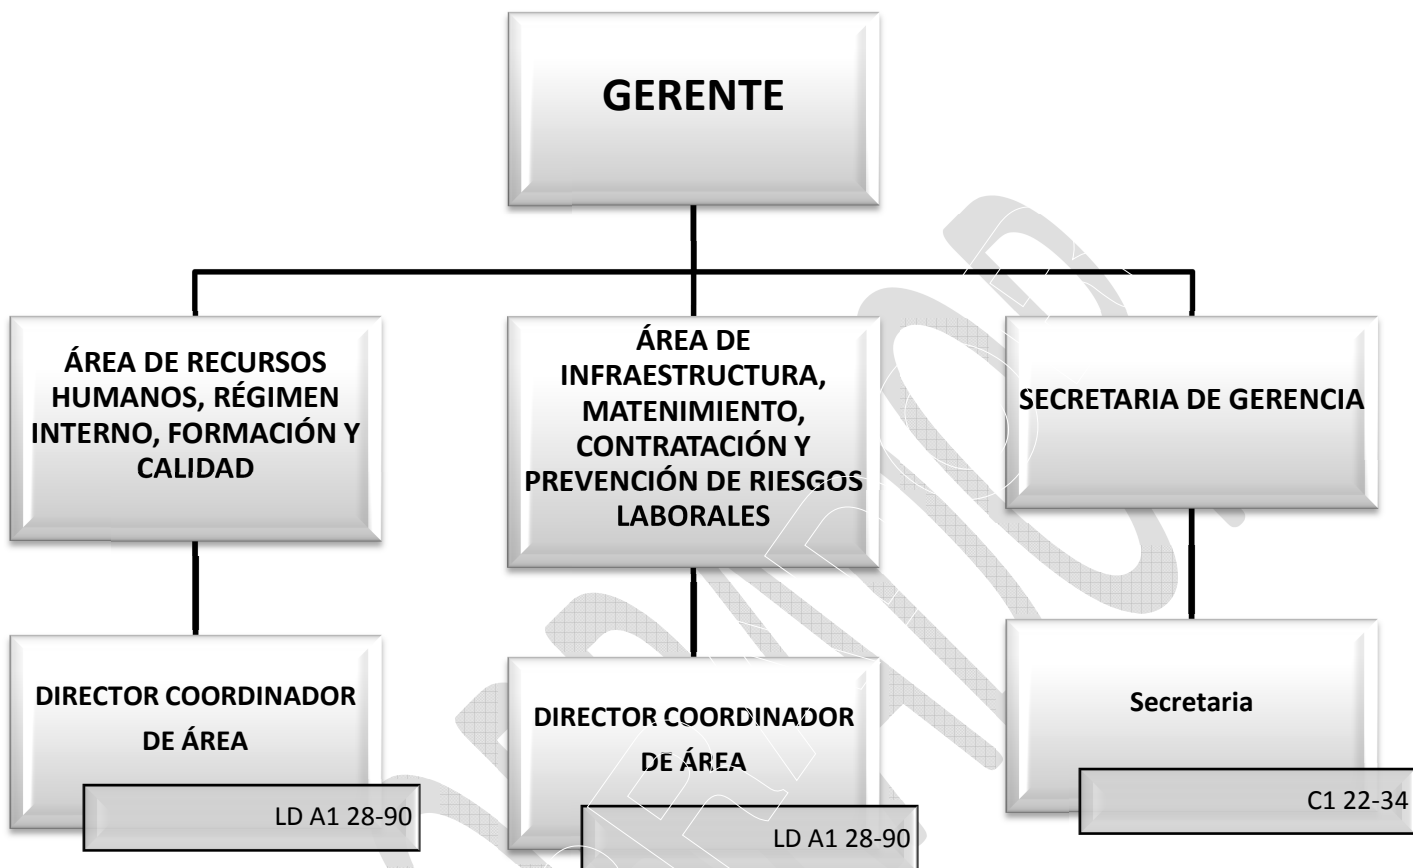 GERENTE
ÁREA DE RECURSOS
HUMANOS, RÉGIMEN
INTERNO, FORMACIÓN Y
CALIDAD
ÁREA DE
INFRAESTRUCTURA,
MATENIMIENTO,
CONTRATACIÓN Y
PREVENCIÓN DE RIESGOS
LABORALES
SECRETARIA DE GERENCIA
DIRECTOR COORDINADOR
DE ÁREA
LD A1 28-90
DIRECTOR COORDINADOR
DE ÁREA
LD A1 28-90
Secretaria
C1 22-34